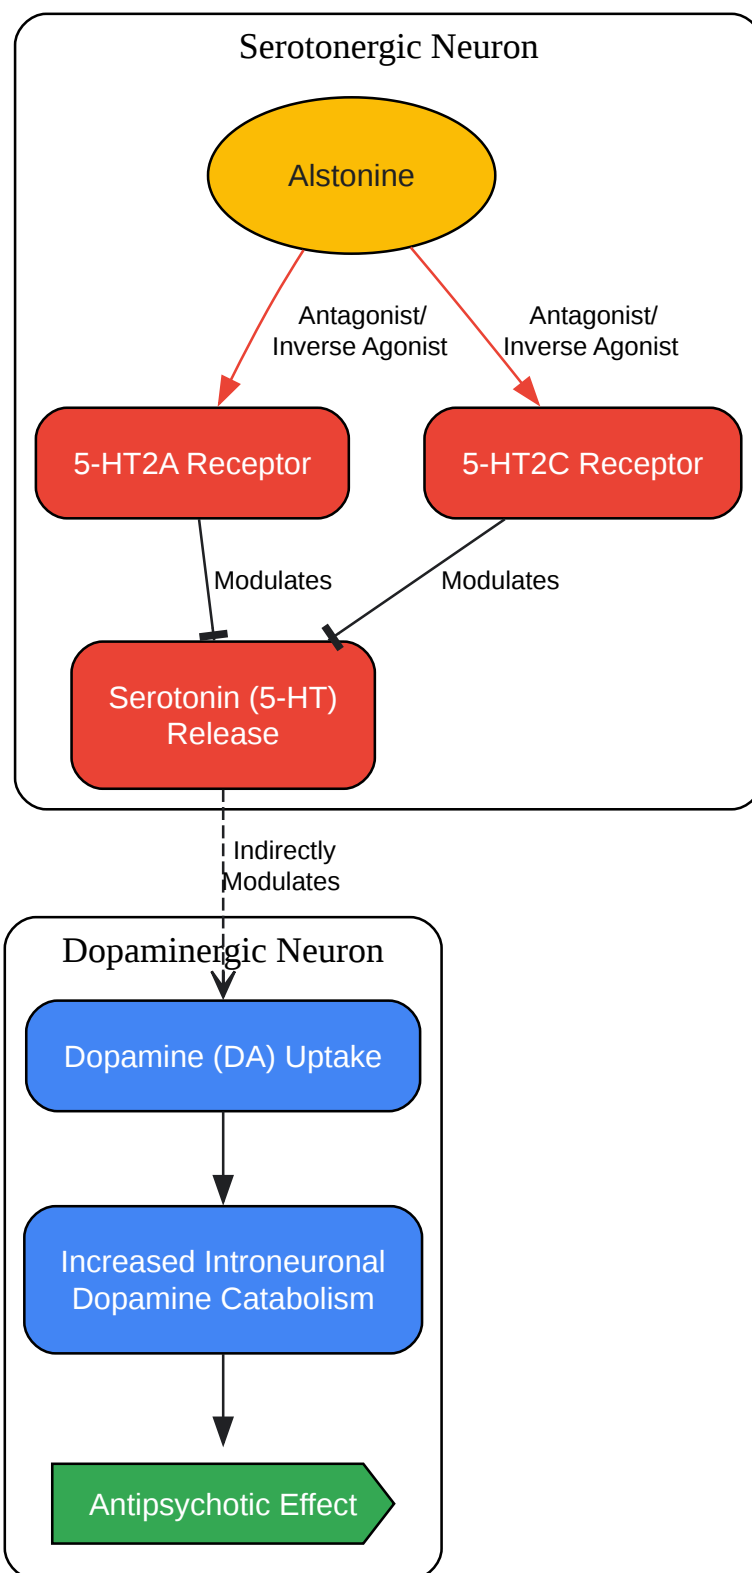 Serotonergic Neuron
Alstonine
Antagonist/
Inverse Agonist
Antagonist/
Inverse Agonist
5-HT2A Receptor
5-HT2C Receptor
Modulates
Modulates
Serotonin (5-HT)
Release
Indirectly
Modulates
Dopaminergic Neuron
Dopamine (DA) Uptake
Increased Introneuronal
Dopamine Catabolism
Antipsychotic Effect